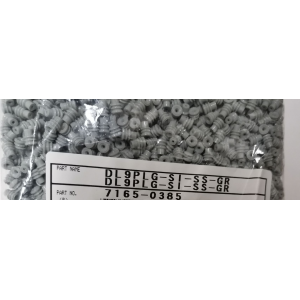 PART NAME DL9PLG-SI-SS-GR
DL9PLG-SI-SS-GR
PART NO. 7165-0385